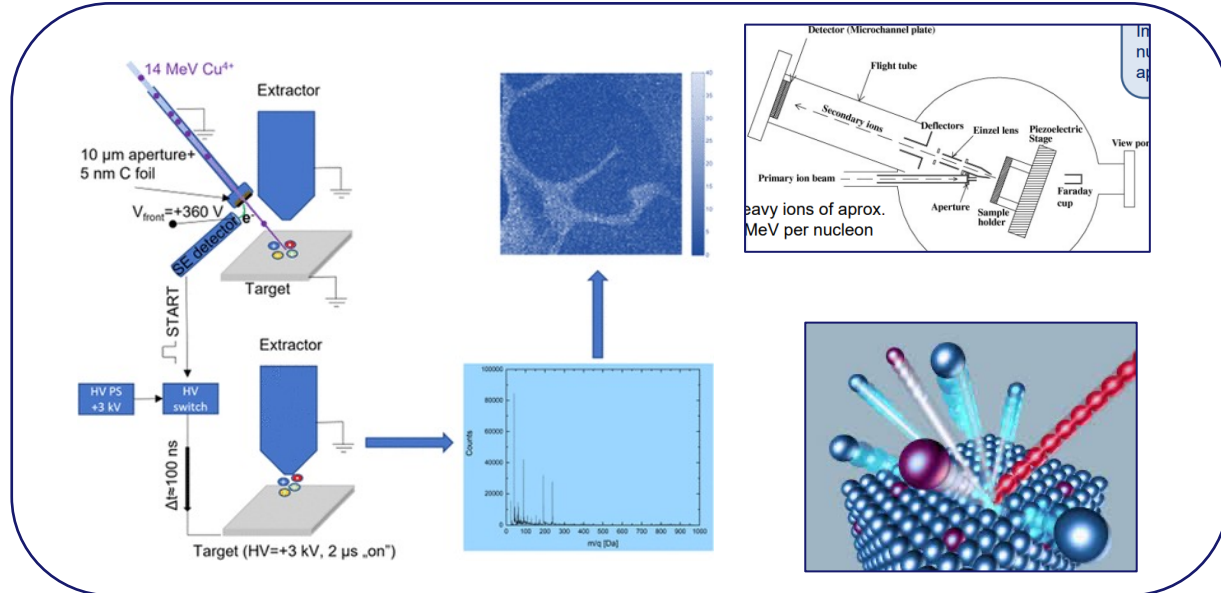 14 MeV Cu⁴⁺
Extractor
10 µm aperture+
5 nm C foil
V_front=+360 V
e⁻
SE detector
Target
START
HV PS
+3 kV
HV
switch
Δt≈100 ns
Extractor
Target (HV=+3 kV, 2 µs „on”)
40
35
30
25
20
15
10
5
0
100000
80000
60000
40000
20000
0
Counts
0 100 200 300 400 500 600 700 800 900 1000
m/q [Da]
Detector (Microchannel plate)
Flight tube
Secondary ions
Deflectors
Einzel lens
Piezoelectric
Stage
View por
Primary ion beam
Aperture
Sample
holder
Faraday
cup
eavy ions of aprox.
MeV per nucleon
In
nu
ap